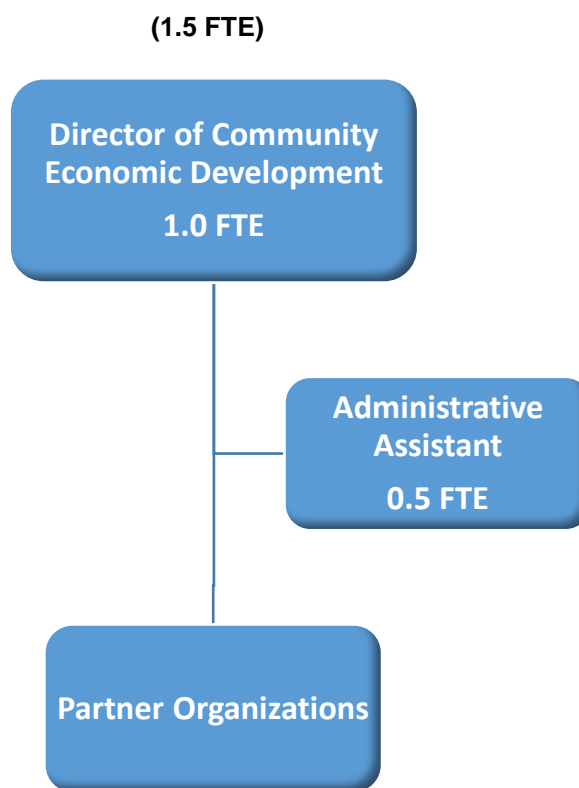 (1.5 FTE)
Director of Community
Economic Development
1.0 FTE
Administrative
Assistant
0.5 FTE
Partner Organizations